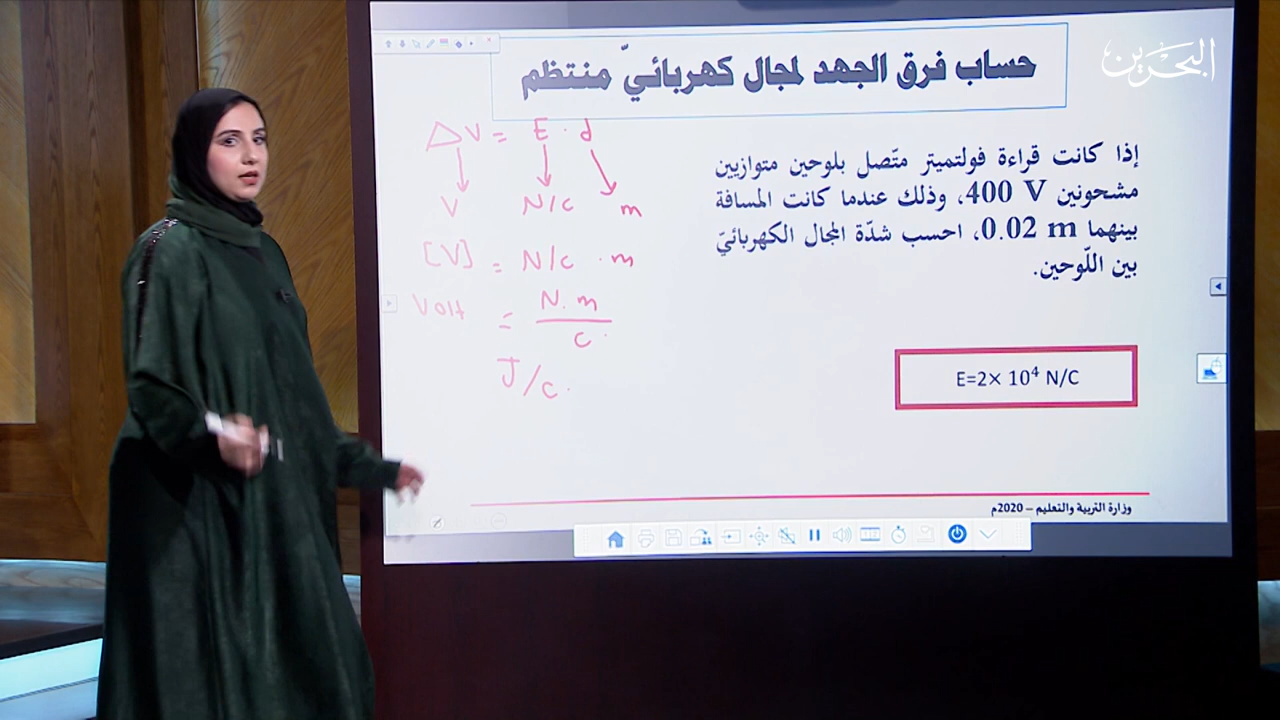 البحرين
حساب فرق الجهد لمجال كهربائيّ منتظم
إذا كانت قراءة فولتميتر متّصل بلوحين متوازيين
مشحونين 400 V، وذلك عندما كانت المسافة
بينهما 0.02 m، احسب شدّة المجال الكهربائيّ
بين اللّوحين.
E=2× 10⁴ N/C
△V = E · d
V N/C m
[V] = N/C · m
Volt = N.m / C
J/C.
وزارة التربية والتعليم – 2020م